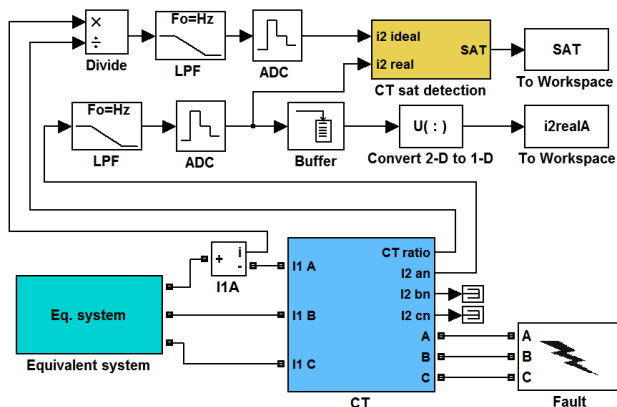 ×
÷
Divide
Fo=Hz
LPF
ADC
i2 ideal
i2 real
SAT
CT sat detection
SAT
To Workspace
Fo=Hz
LPF
ADC
Buffer
U( : )
Convert 2-D to 1-D
i2realA
To Workspace
+
i
-
I1A
Eq. system
Equivalent system
I1 A
I1 B
I1 C
CT ratio
I2 an
I2 bn
I2 cn
A
B
C
CT
A
B
C
Fault